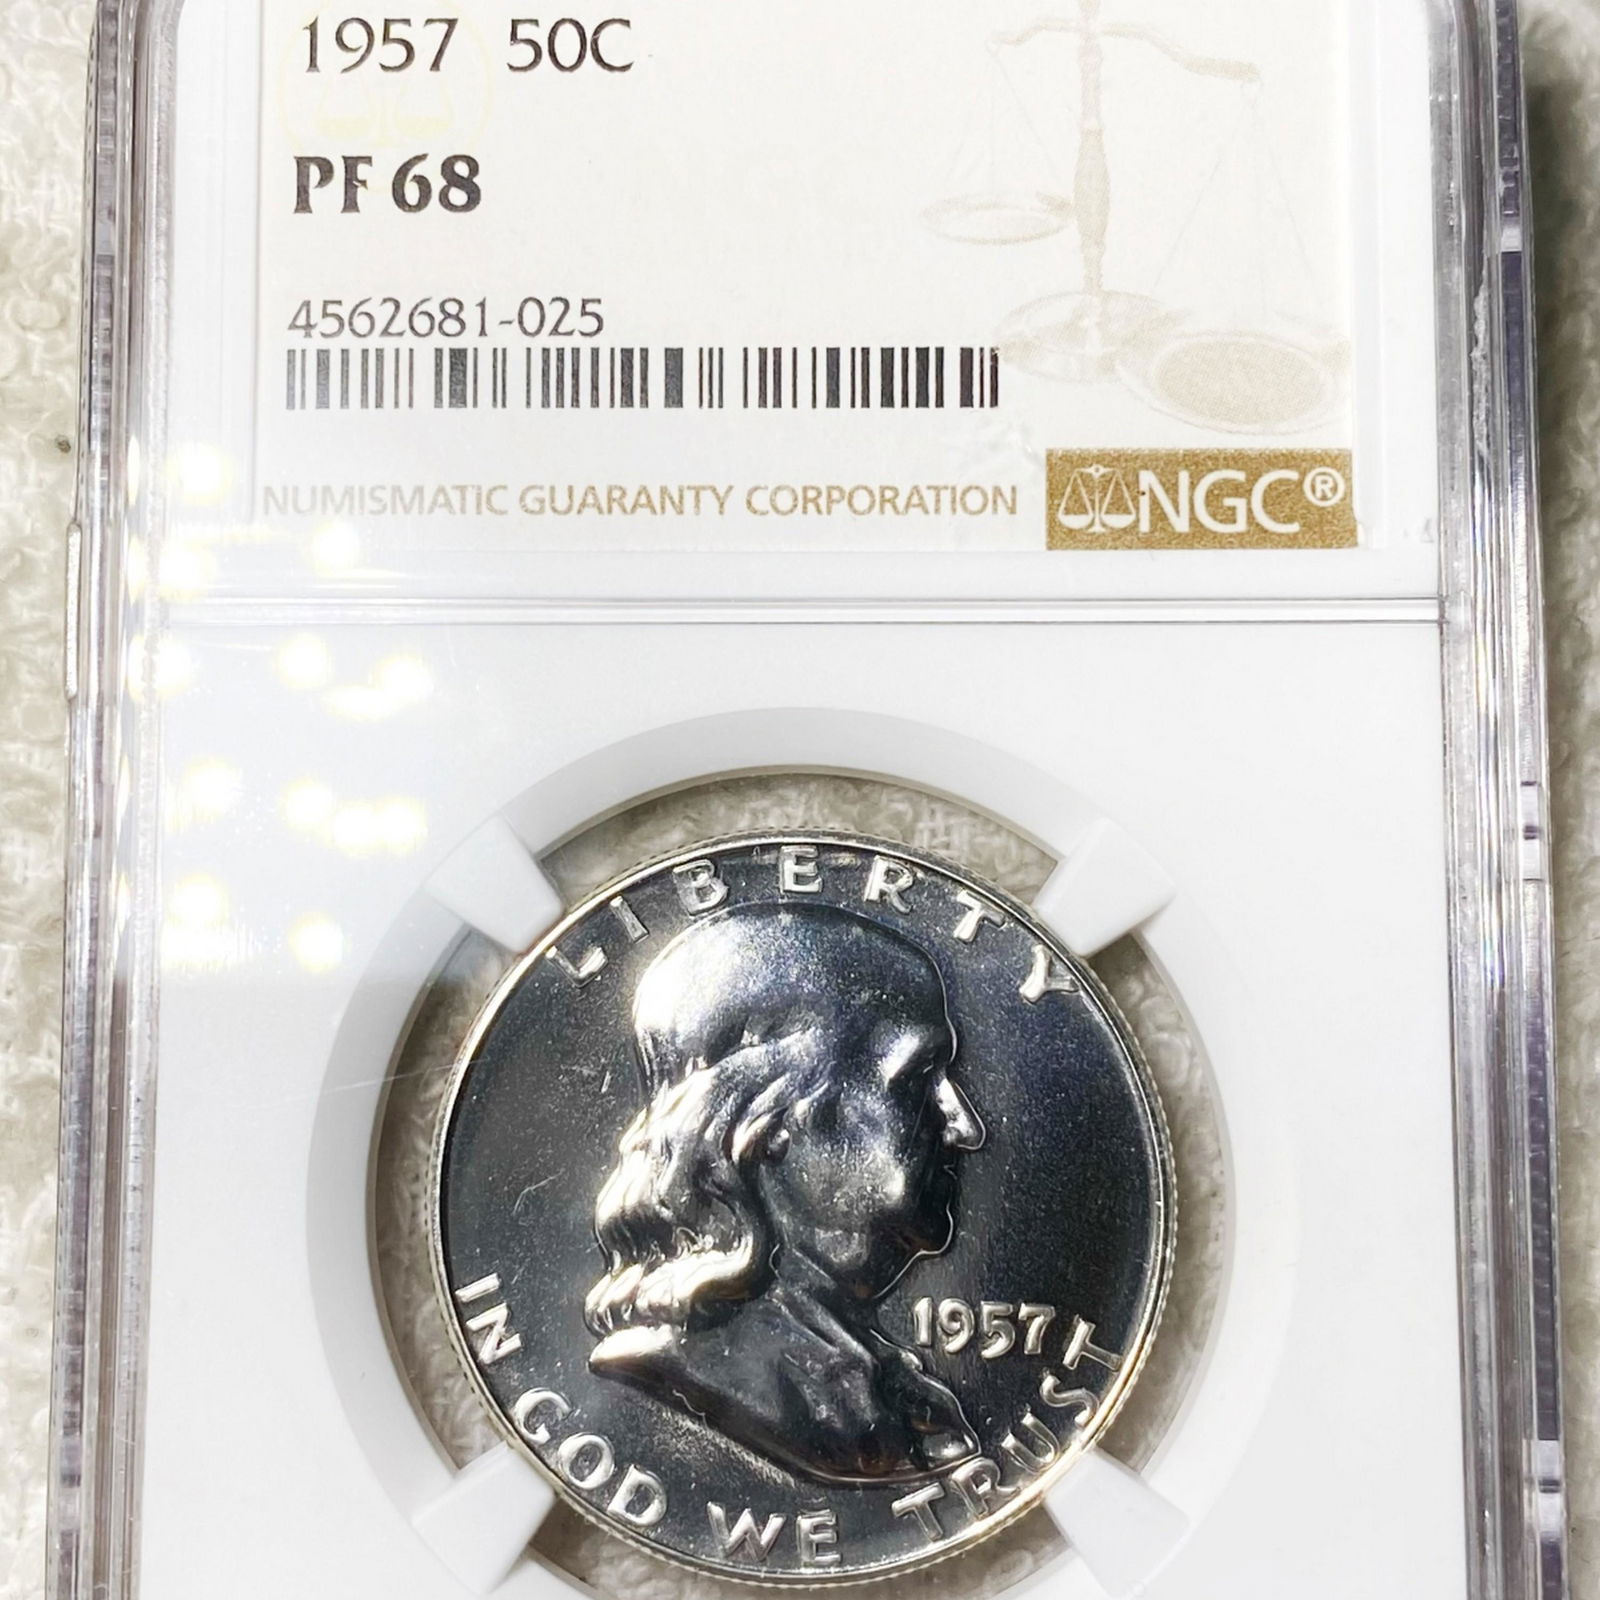 1957 50C
PF 68
4562681-025
NUMISMATIC GUARANTY CORPORATION NGC®
LIBERTY
1957
IN GOD WE TRUST